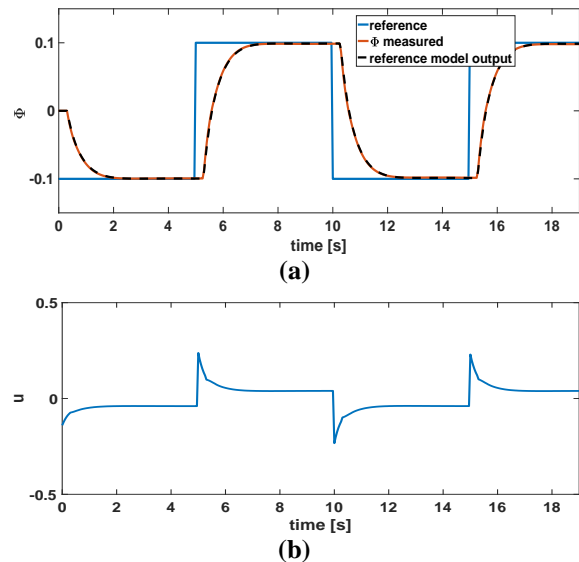 0.1
0
-0.1
Φ
reference
Φ measured
reference model output
0 2 4 6 8 10 12 14 16 18
time [s]
(a)
0.5
0
-0.5
u
0 2 4 6 8 10 12 14 16 18
time [s]
(b)